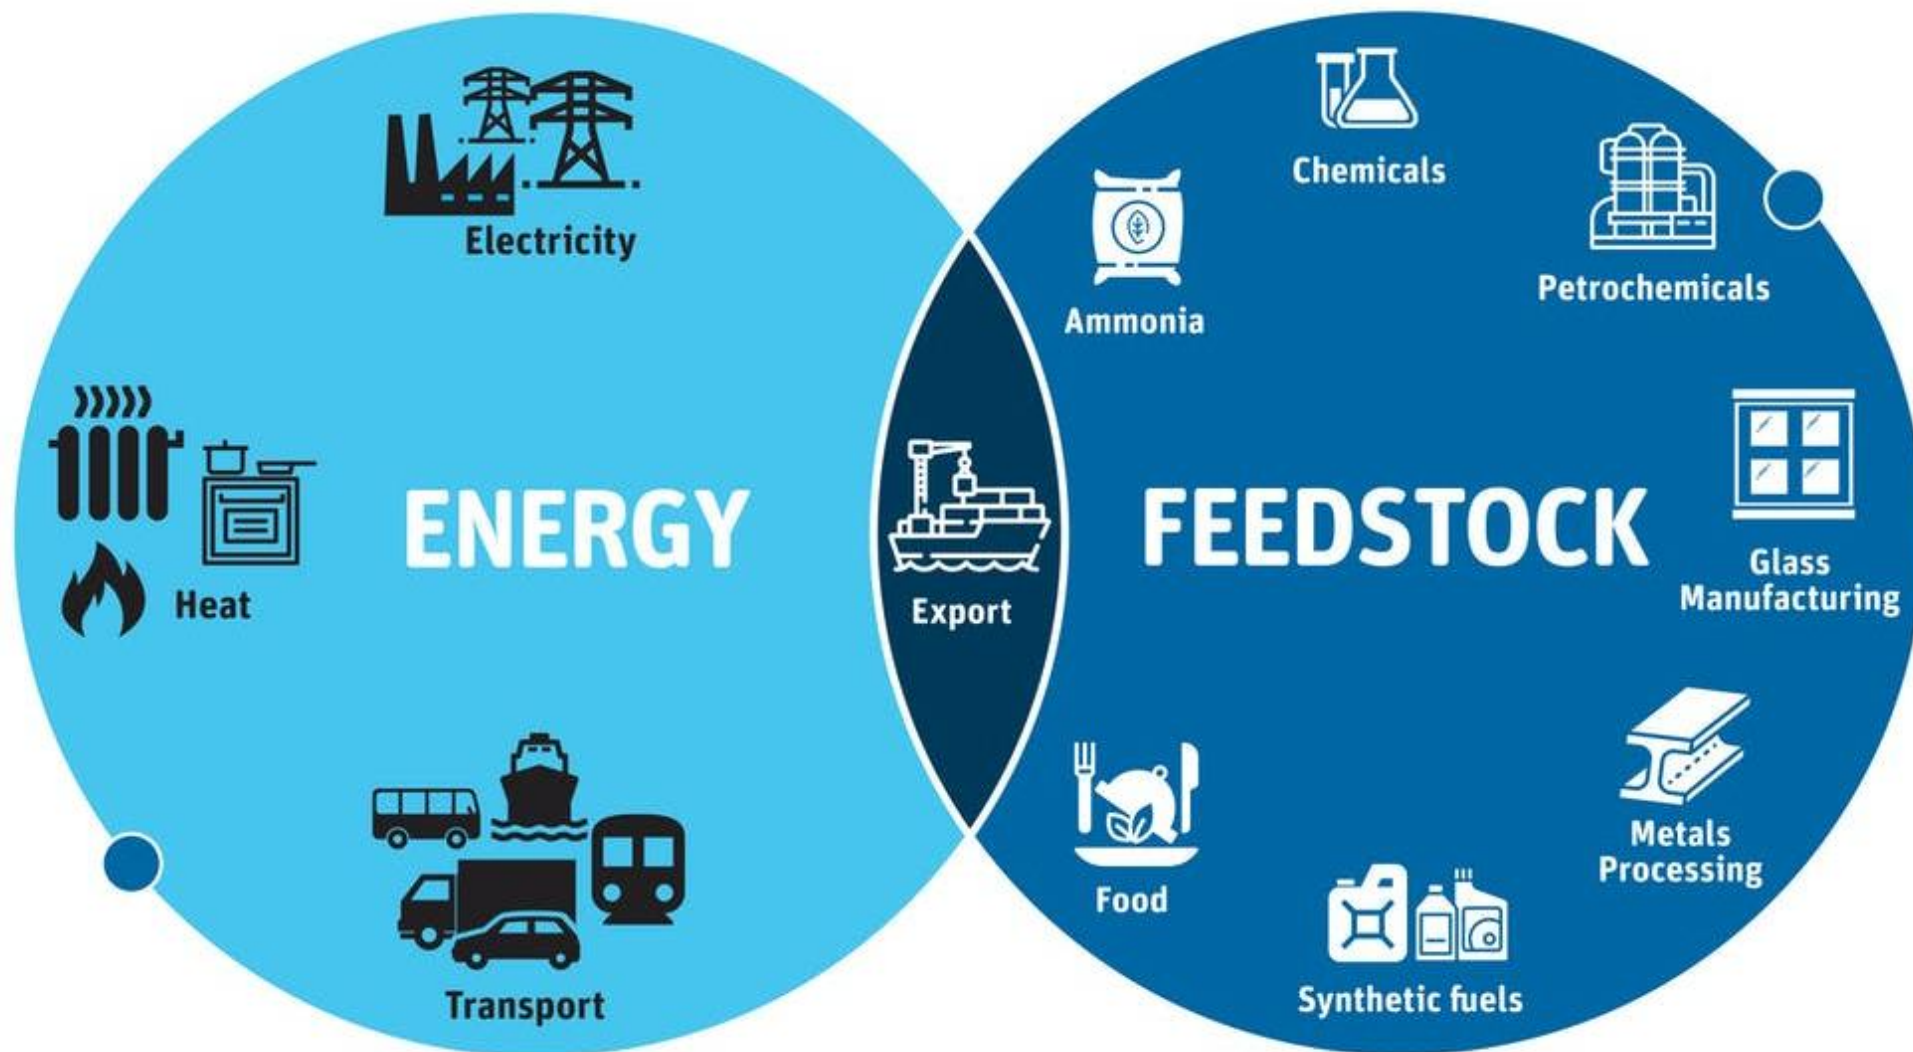 Electricity
Heat
ENERGY
Transport
Export
Chemicals
Petrochemicals
Ammonia
FEEDSTOCK
Glass
Manufacturing
Metals
Processing
Food
Synthetic fuels